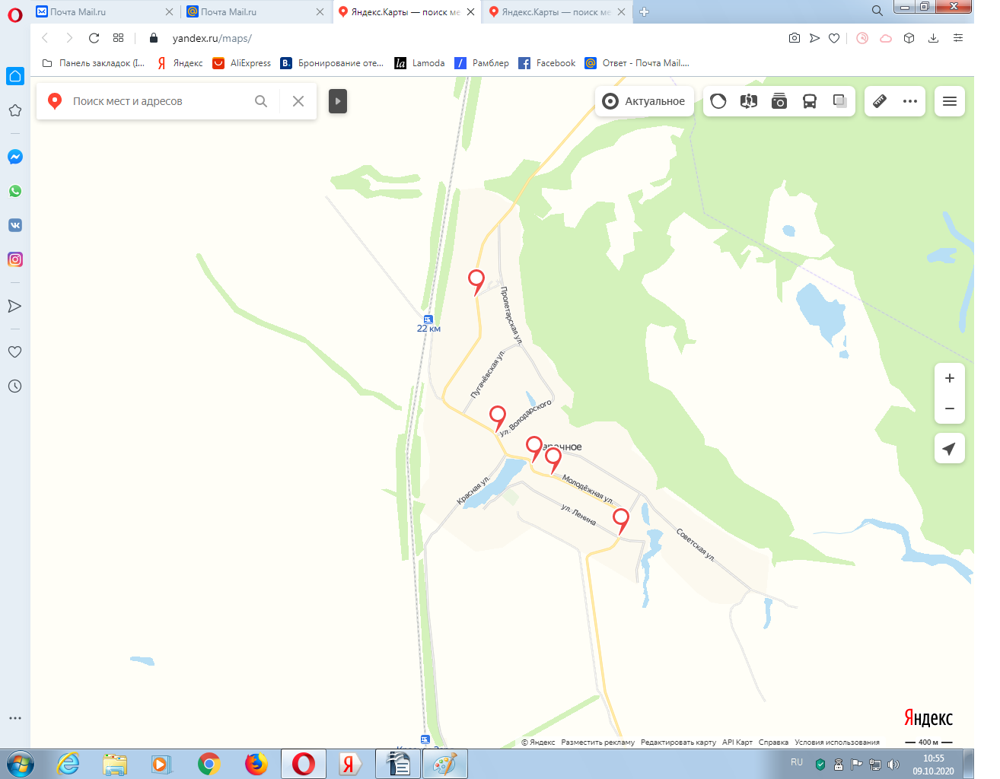 Почта Mail.ru
Почта Mail.ru
Яндекс.Карты — поиск ме
Яндекс.Карты — поиск ме
yandex.ru/maps/
Панель закладок (I...
Яндекс
AliExpress
Бронирование оте...
Lamoda
Рамблер
Facebook
Ответ - Почта Mail....
Поиск мест и адресов
Актуальное
22 км
Пролетарская ул.
Пугачёвская ул.
ул. Володарского
Красная ул.
Молодёжная ул.
ул. Ленина
Советская ул.
Яндекс
© Яндекс
Разместить рекламу
Редактировать карту
API Карт
Справка
Условия использования
400 м
RU
10:55
09.10.2020